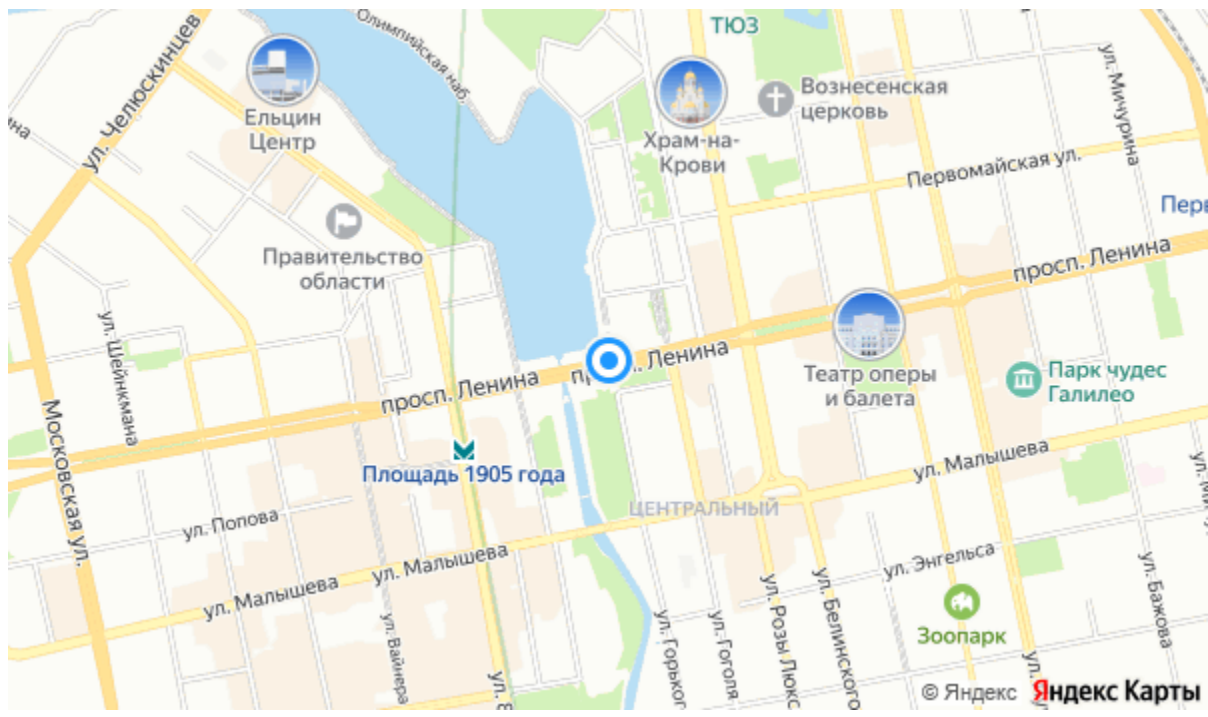 Олимпийская наб.
ТЮЗ
ул. Челюскинцев
ул. Мичурина
Ельцин
Центр
Вознесенская
церковь
Храм-на-
Крови
Первомайская ул.
Правительство
области
просп. Ленина
ул. Шейнкмана
Ленина
просп. Ленина
Театр оперы
и балета
Парк чудес
Галилео
Московская ул.
Площадь 1905 года
ул. Малышева
ЦЕНТРАЛЬНЫЙ
ул. Попова
ул. Малышева
ул. Малышева
ул. Энгельса
ул. Вайнера
ул. Бажова
Зоопарк
ул. Гоголя
ул. Розы Люкс
ул. Белинского
© Яндекс
Яндекс Карты